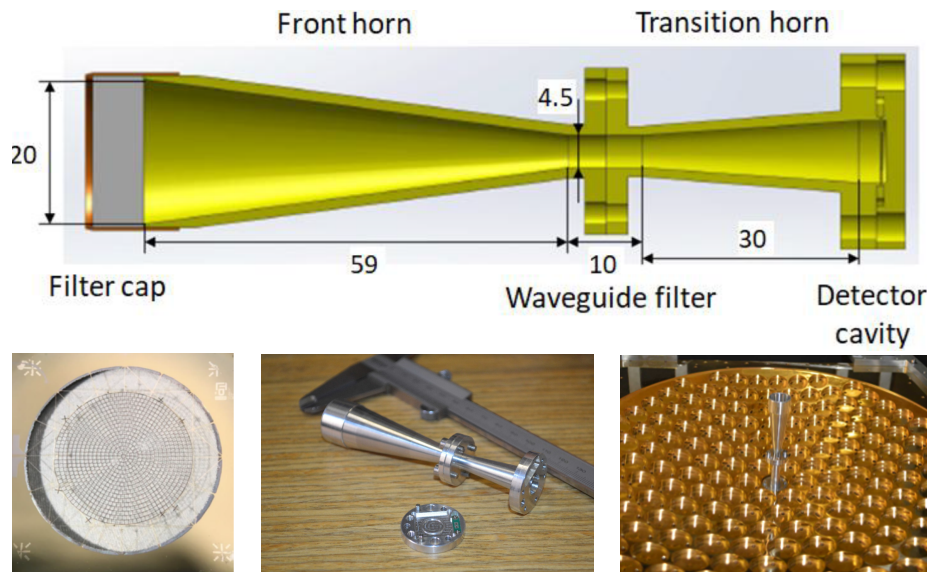 Front horn
Transition horn
4.5
20
59
10
30
Filter cap
Waveguide filter
Detector
cavity